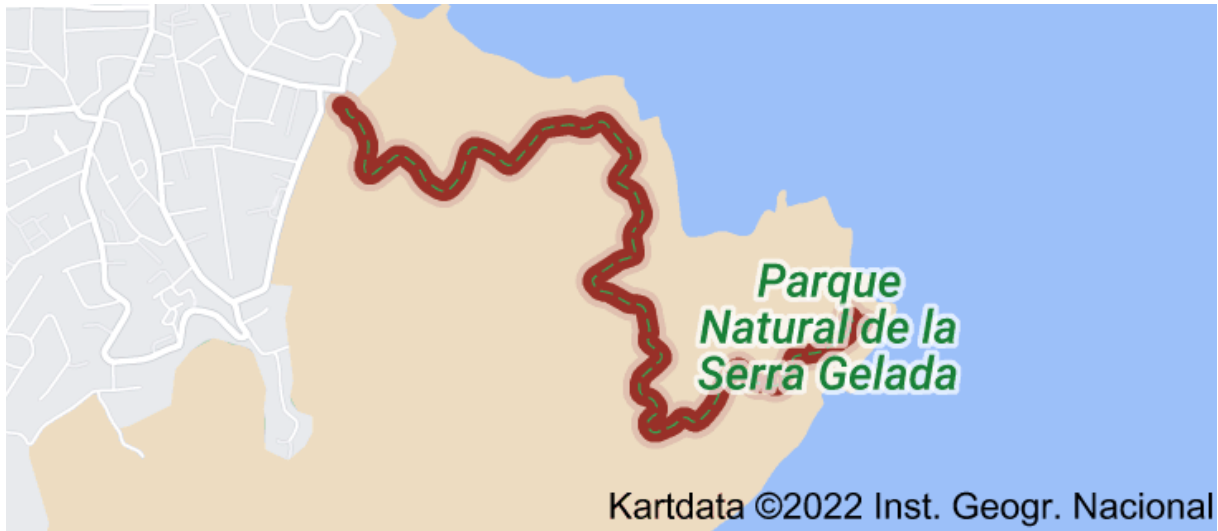 Parque
Natural de la
Serra Gelada
Kartdata ©2022 Inst. Geogr. Nacional